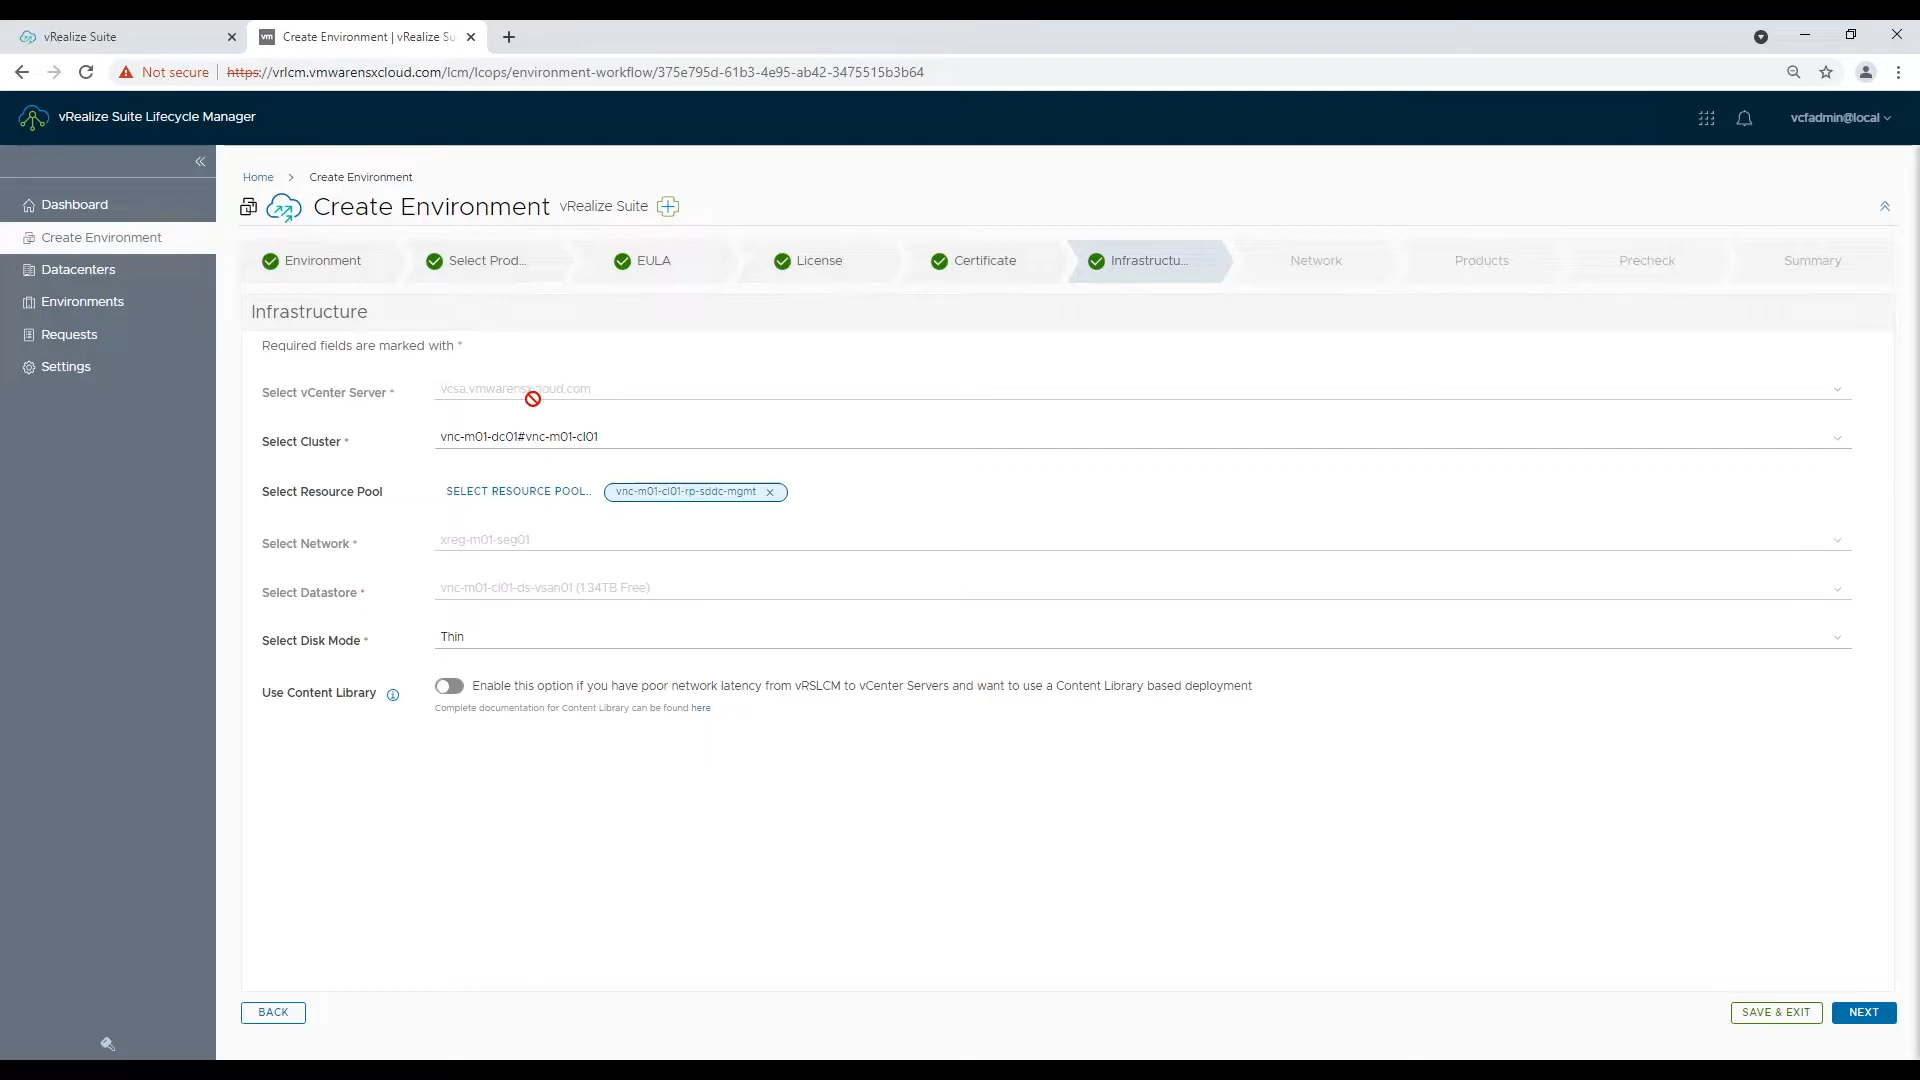 vRealize Suite
vm Create Environment | vRealize Su
Not secure https://vrlcm.vmwarensxcloud.com/lcm/lcops/environment-workflow/375e795d-61b3-4e95-ab42-3475515b3b64
vRealize Suite Lifecycle Manager
vcfadmin@local
Dashboard
Create Environment
Datacenters
Environments
Requests
Settings
Home > Create Environment
Create Environment vRealize Suite
Environment
Select Prod...
EULA
License
Certificate
Infrastructu...
Network
Products
Precheck
Summary
Infrastructure
Required fields are marked with *
Select vCenter Server * vcsa.vmwarensxcloud.com
Select Cluster * vnc-m01-dc01#vnc-m01-cl01
Select Resource Pool SELECT RESOURCE POOL.. vnc-m01-cl01-rp-sddc-mgmt
Select Network * xreg-m01-seg01
Select Datastore * vnc-m01-cl01-ds-vsan01 (1.34TB Free)
Select Disk Mode * Thin
Use Content Library Enable this option if you have poor network latency from vRSLCM to vCenter Servers and want to use a Content Library based deployment
Complete documentation for Content Library can be found here
BACK
SAVE & EXIT
NEXT